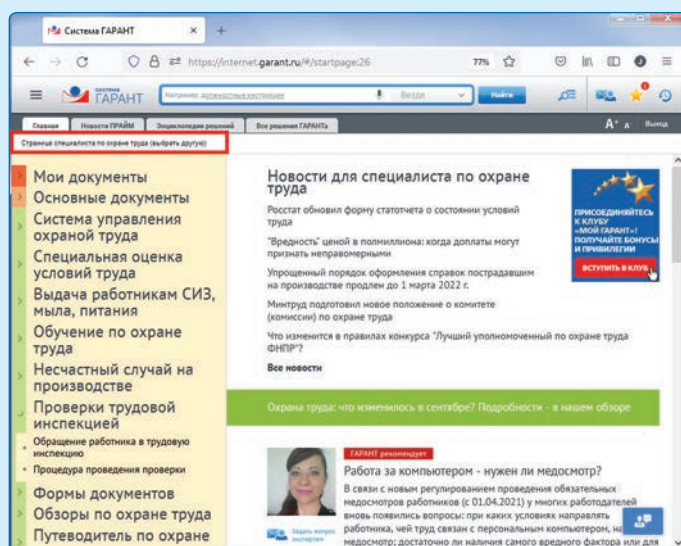 Система ГАРАНТ
https://internet.garant.ru/#/startpage:26
77%
система
ГАРАНТ
Например, должностные инструкции
Везде
Найти
Главная
Новости ПРАЙМ
Энциклопедия решений
Все решения ГАРАНТа
А+ А
Выход
Страница специалиста по охране труда (выбрать другую)
Мои документы
Основные документы
Система управления
охраной труда
Специальная оценка
условий труда
Выдача работникам СИЗ,
мыла, питания
Обучение по охране
труда
Несчастный случай на
производстве
Проверки трудовой
инспекцией
Обращение работника в трудовую
инспекцию
Процедура проведения проверки
Формы документов
Обзоры по охране труда
Путеводитель по охране
Новости для специалиста по охране
труда
Росстат обновил форму статотчета о состоянии условий
труда
"Вредность" ценой в полмиллиона: когда доплаты могут
признать неправомерными
Упрощенный порядок оформления справок пострадавшим
на производстве продлен до 1 марта 2022 г.
Минтруд подготовил новое положение о комитете
(комиссии) по охране труда
Что изменится в правилах конкурса "Лучший уполномоченный по охране труда
ФНПР"?
Все новости
ПРИСОЕДИНЯЙТЕСЬ
К КЛУБУ
«МОЙ ГАРАНТ»!
ПОЛУЧАЙТЕ БОНУСЫ
И ПРИВИЛЕГИИ
ВСТУПИТЬ В КЛУБ
Охрана труда: что изменилось в сентябре? Подробности - в нашем обзоре
ГАРАНТ рекомендует
Работа за компьютером - нужен ли медосмотр?
В связи с новым регулированием проведения обязательных
медосмотров работников (с 01.04.2021) у многих работодателей
вновь появились вопросы: при каких условиях направлять
работника, чей труд связан с персональным компьютером, на
медосмотр; достаточно ли наличия самого вредного фактора или для
Задать вопрос
экспертам